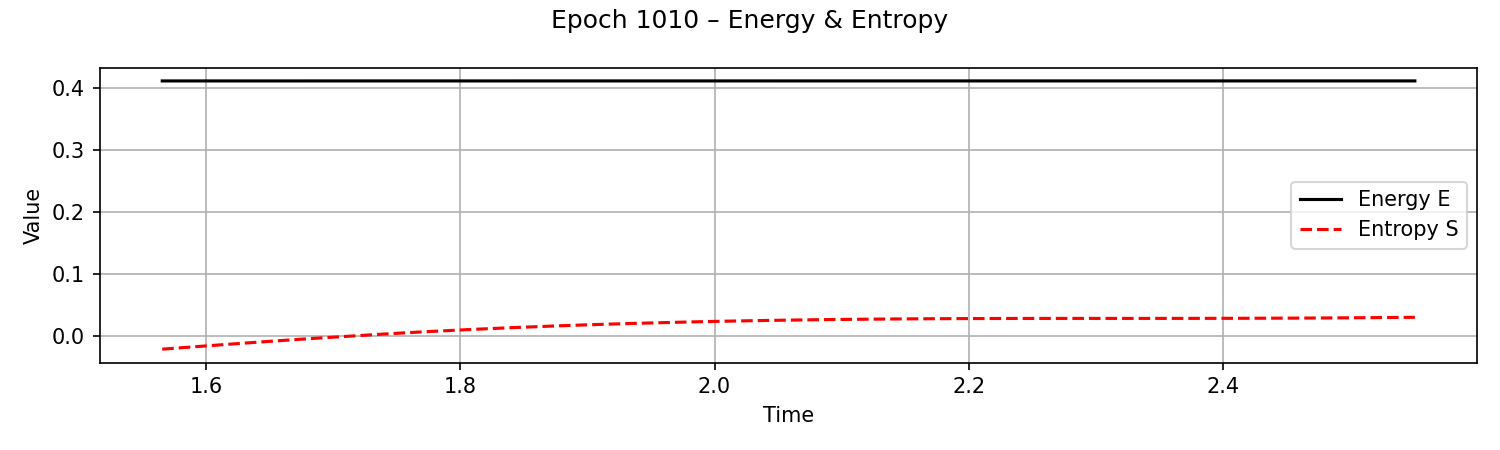 Epoch 1010 – Energy & Entropy
0.4
0.3
0.2
0.1
0.0
Value
Energy E
Entropy S
1.6 1.8 2.0 2.2 2.4
Time